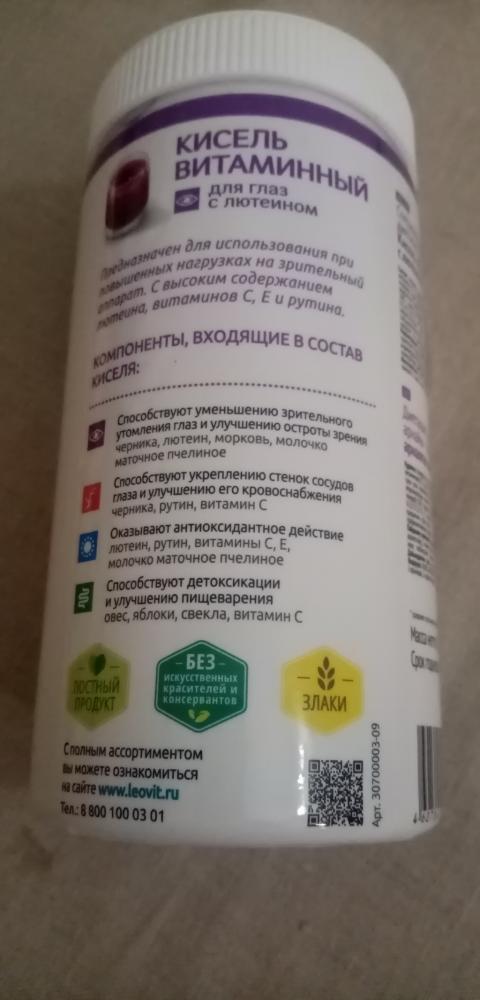 КИСЕЛЬ
ВИТАМИННЫЙ
для глаз
с лютеином
Предназначен для использования при
повышенных нагрузках на зрительный
аппарат. С высоким содержанием
лютеина, витаминов С, Е и рутина.
КОМПОНЕНТЫ, ВХОДЯЩИЕ В СОСТАВ
КИСЕЛЯ:
Способствуют уменьшению зрительного
утомления глаз и улучшению остроты зрения
черника, лютеин, морковь, молочко
маточное пчелиное
Способствуют укреплению стенок сосудов
глаза и улучшению его кровоснабжения
черника, рутин, витамин С
Оказывают антиоксидантное действие
лютеин, рутин, витамины С, Е,
молочко маточное пчелиное
Способствуют детоксикации
и улучшению пищеварения
овес, яблоки, свекла, витамин С
ПОСТНЫЙ
ПРОДУКТ
БЕЗ
искусственных
красителей и
консервантов
ЗЛАКИ
С полным ассортиментом
вы можете ознакомиться
на сайте www.leovit.ru
Тел.: 8 800 100 03 01
Арт. 30700003-09
Масса
Срок